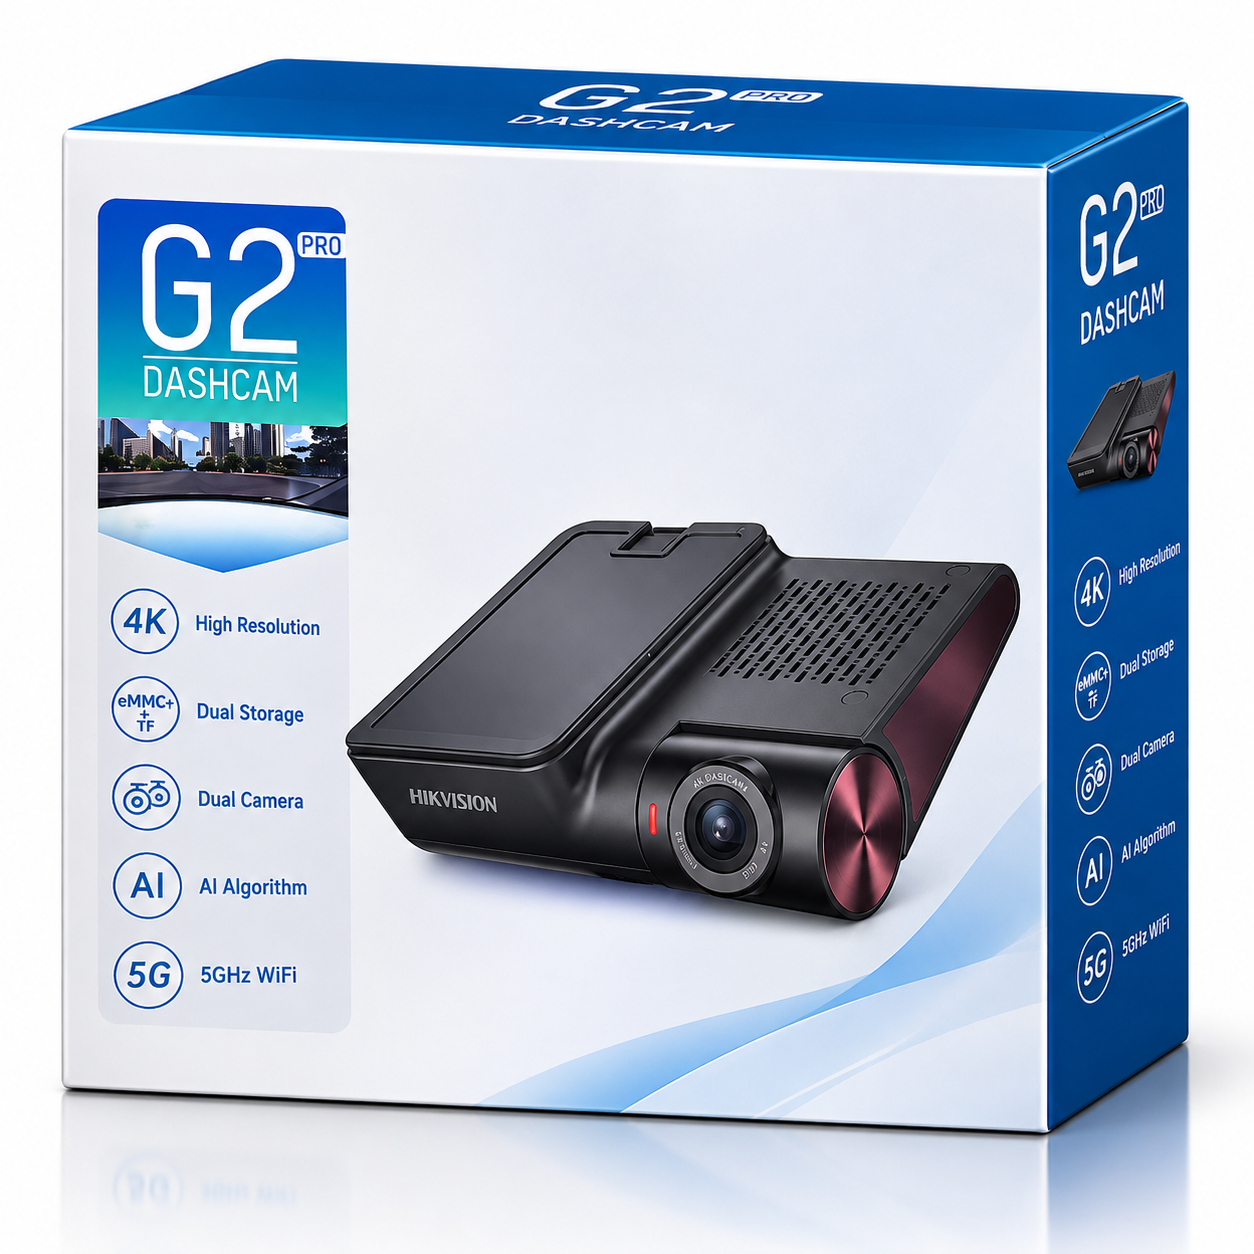 G2 PRO
DASHCAM
G2 PRO
DASHCAM
4K High Resolution
eMMC+
+
TF
Dual Storage
Dual Camera
AI AI Algorithm
5G 5GHz WiFi
HIKVISION
G2 PRO
DASHCAM
4K High Resolution
eMMC+
TF
Dual Storage
Dual Camera
AI AI Algorithm
5G 5GHz WiFi